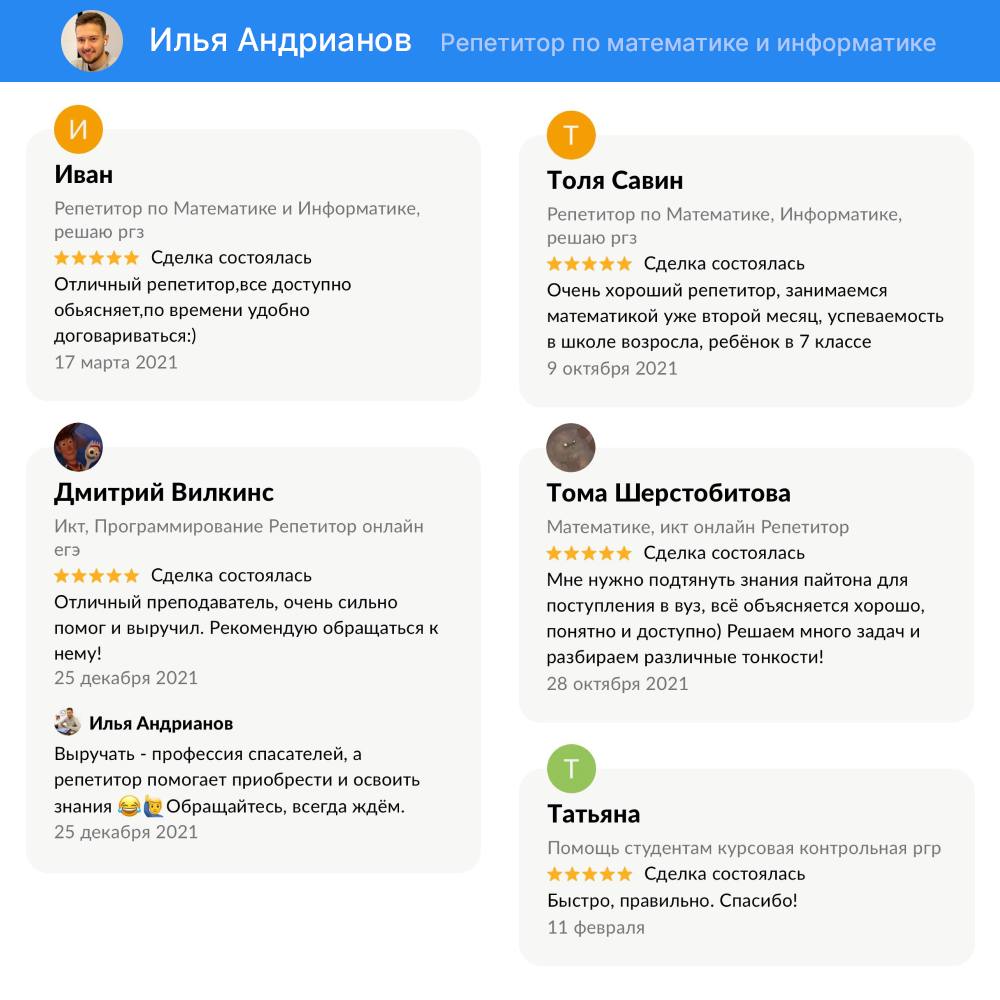 Илья Андрианов Репетитор по математике и информатике
И
Иван
Репетитор по Математике и Информатике,
решаю ргз
Сделка состоялась
Отличный репетитор,все доступно
обьясняет,по времени удобно
договариваться:)
17 марта 2021
Дмитрий Вилкинс
Икт, Программирование Репетитор онлайн
егэ
Сделка состоялась
Отличный преподаватель, очень сильно
помог и выручил. Рекомендую обращаться к
нему!
25 декабря 2021
Илья Андрианов
Выручать - профессия спасателей, а
репетитор помогает приобрести и освоить
знания 😂🙋‍♂️Обращайтесь, всегда ждём.
25 декабря 2021
Т
Толя Савин
Репетитор по Математике, Информатике,
решаю ргз
Сделка состоялась
Очень хороший репетитор, занимаемся
математикой уже второй месяц, успеваемость
в школе возросла, ребёнок в 7 классе
9 октября 2021
Тома Шерстобитова
Математике, икт онлайн Репетитор
Сделка состоялась
Мне нужно подтянуть знания пайтона для
поступления в вуз, всё объясняется хорошо,
понятно и доступно) Решаем много задач и
разбираем различные тонкости!
28 октября 2021
Т
Татьяна
Помощь студентам курсовая контрольная ргр
Сделка состоялась
Быстро, правильно. Спасибо!
11 февраля